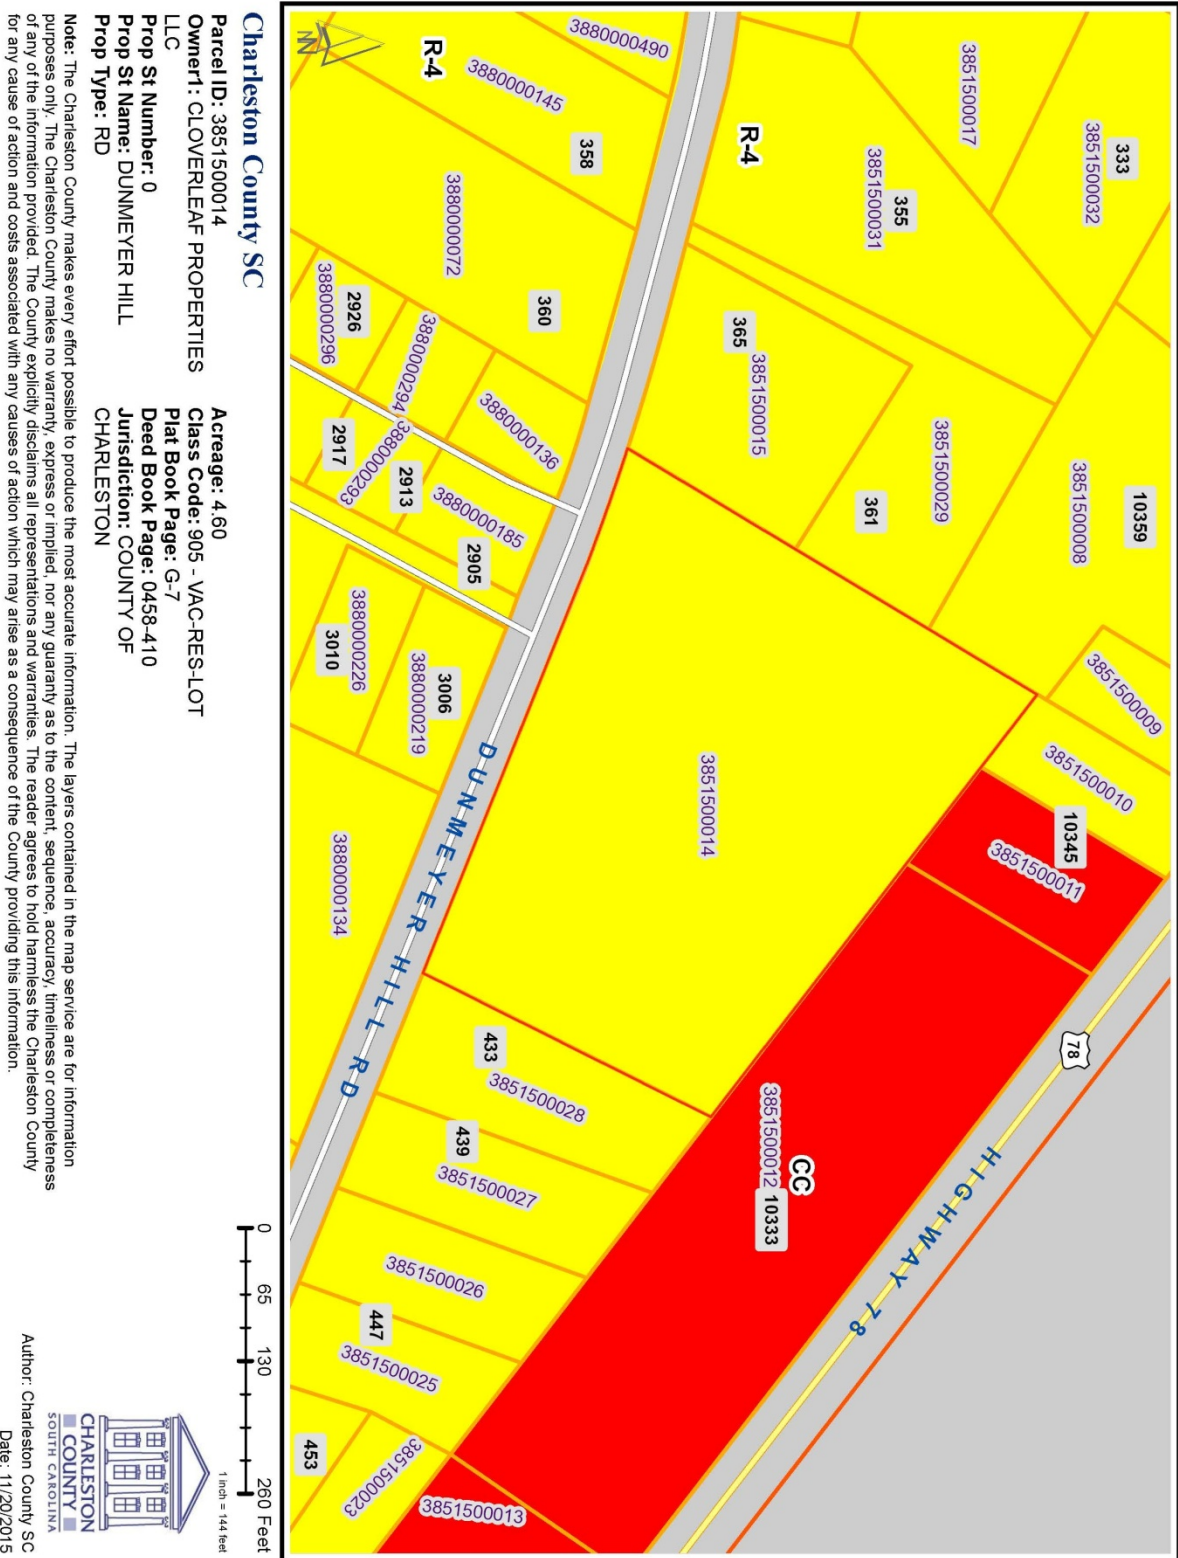 333
3851500032
3851500017
355
3851500031
R-4
10359
3851500008
3851500029
361
365
3851500015
3880000490
R-4
3880000145
358
3880000072
360
2926
3880000296
3880000294
3880000136
2917
3880000293
2913
3880000185
2905
3880000226
3010
3006
3880000219
3880000134
3851500009
3851500010
10345
3851500011
3851500014
78
HIGHWAY 78
DUNMEYER HILL RD
CC
3851500012
10333
433
3851500028
439
3851500027
3851500026
447
3851500025
453
3851500023
3851500013
N
Charleston County SC
Parcel ID: 3851500014
Owner1: CLOVERLEAF PROPERTIES
LLC
Prop St Number: 0
Prop St Name: DUNMEYER HILL
Prop Type: RD
Acreage: 4.60
Class Code: 905 - VAC-RES-LOT
Plat Book Page: G-7
Deed Book Page: 0458-410
Jurisdiction: COUNTY OF
CHARLESTON
Note: The Charleston County makes every effort possible to produce the most accurate information. The layers contained in the map service are for information
purposes only. The Charleston County makes no warranty, express or implied, nor any guaranty as to the content, sequence, accuracy, timeliness or completeness
of any of the information provided. The County explicitly disclaims all representations and warranties. The reader agrees to hold harmless the Charleston County
for any cause of action and costs associated with any causes of action which may arise as a consequence of the County providing this information.
0 65 130 260 Feet
1 inch = 144 feet
CHARLESTON
COUNTY
SOUTH CAROLINA
Author: Charleston County SC
Date: 11/20/2015